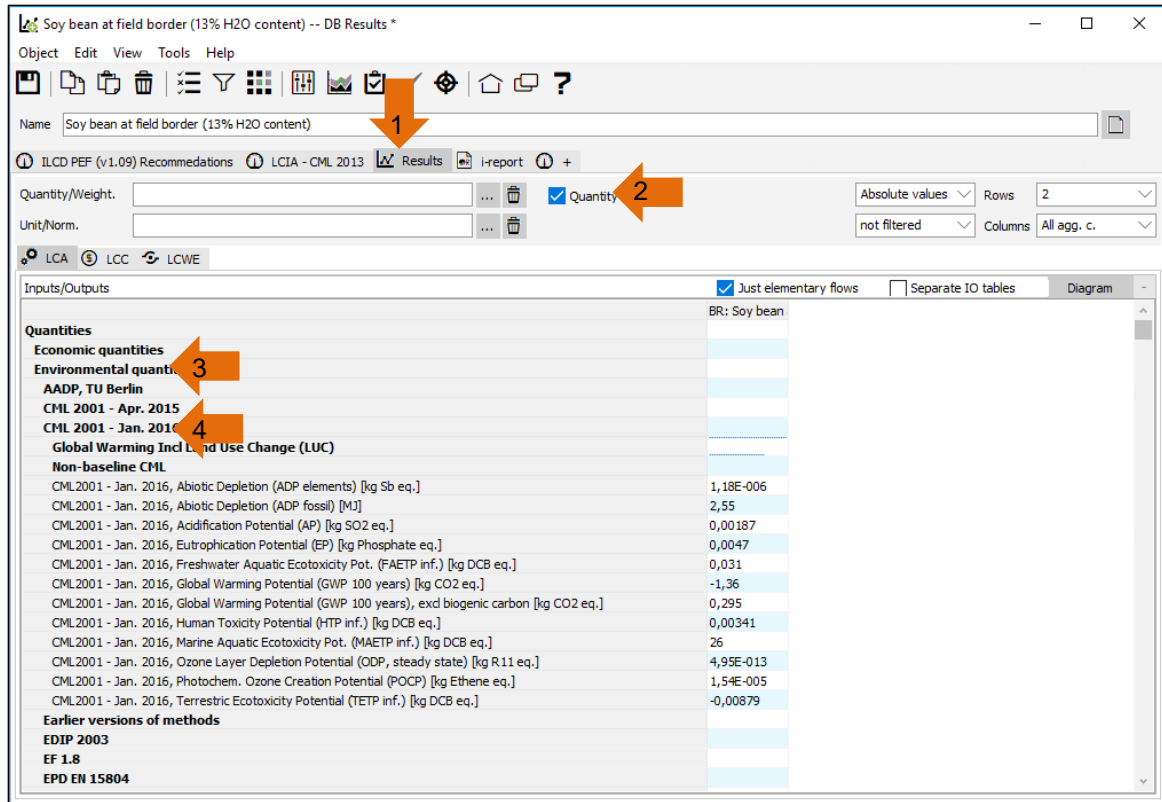 Soy bean at field border (13% H2O content) -- DB Results *
Object Edit View Tools Help
Name Soy bean at field border (13% H2O content)
1
ILCD PEF (v1.09) Recommedations LCIA - CML 2013 Results i-report +
Quantity/Weight. ... Quantity 2 Absolute values Rows 2
Unit/Norm. ... not filtered Columns All agg. c.
LCA LCC LCWE
Inputs/Outputs Just elementary flows Separate IO tables Diagram -
BR: Soy bean
Quantities
Economic quantities
Environmental 3
AADP, TU Berlin
CML 2001 - Apr. 2015
CML 2001 - Jan. 2016 4
Global Warming Incl Land Use Change (LUC)
Non-baseline CML
CML2001 - Jan. 2016, Abiotic Depletion (ADP elements) [kg Sb eq.] 1,18E-006
CML2001 - Jan. 2016, Abiotic Depletion (ADP fossil) [MJ] 2,55
CML2001 - Jan. 2016, Acidification Potential (AP) [kg SO2 eq.] 0,00187
CML2001 - Jan. 2016, Eutrophication Potential (EP) [kg Phosphate eq.] 0,0047
CML2001 - Jan. 2016, Freshwater Aquatic Ecotoxicity Pot. (FAETP inf.) [kg DCB eq.] 0,031
CML2001 - Jan. 2016, Global Warming Potential (GWP 100 years) [kg CO2 eq.] -1,36
CML2001 - Jan. 2016, Global Warming Potential (GWP 100 years), excl biogenic carbon [kg CO2 eq.] 0,295
CML2001 - Jan. 2016, Human Toxicity Potential (HTP inf.) [kg DCB eq.] 0,00341
CML2001 - Jan. 2016, Marine Aquatic Ecotoxicity Pot. (MAETP inf.) [kg DCB eq.] 26
CML2001 - Jan. 2016, Ozone Layer Depletion Potential (ODP, steady state) [kg R11 eq.] 4,95E-013
CML2001 - Jan. 2016, Photochem. Ozone Creation Potential (POCP) [kg Ethene eq.] 1,54E-005
CML2001 - Jan. 2016, Terrestric Ecotoxicity Potential (TETP inf.) [kg DCB eq.] -0,00879
Earlier versions of methods
EDIP 2003
EF 1.8
EPD EN 15804